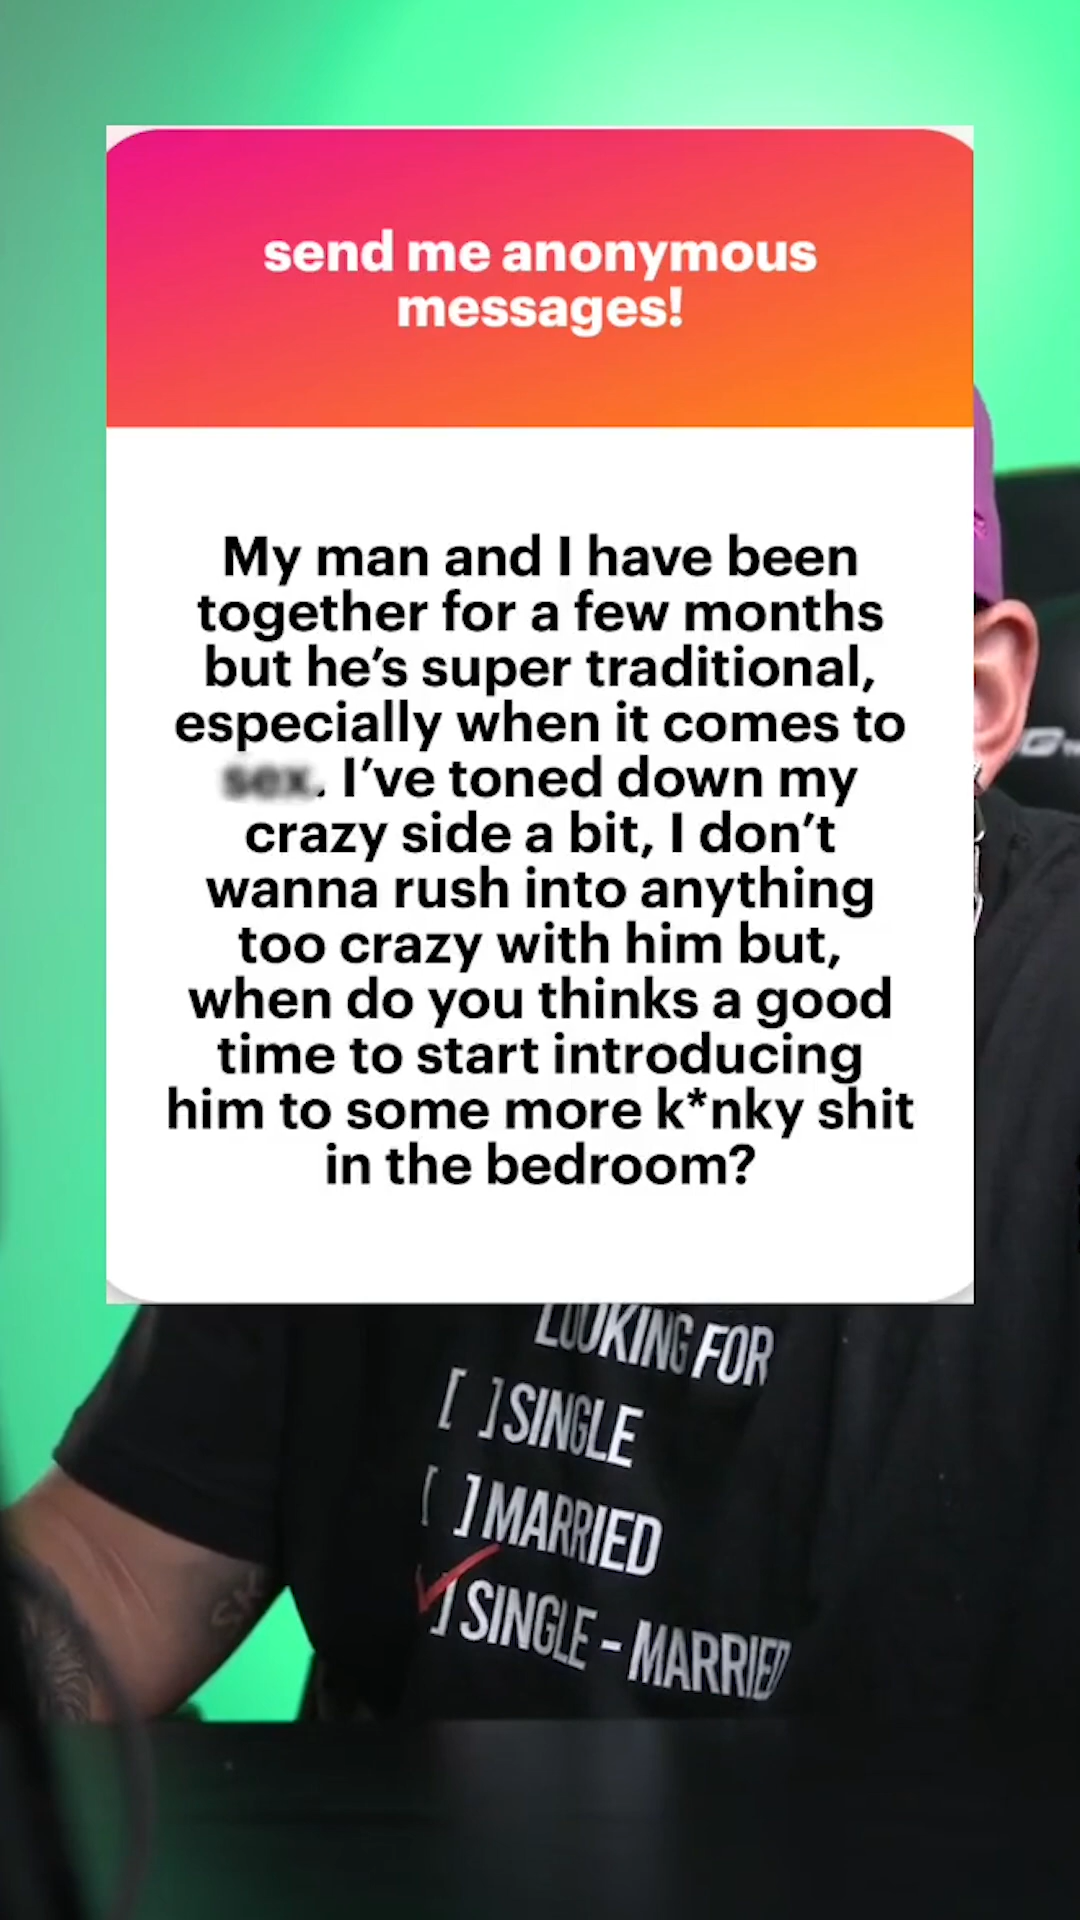 send me anonymous
messages!
My man and I have been
together for a few months
but he's super traditional,
especially when it comes to
sex. I've toned down my
crazy side a bit, I don't
wanna rush into anything
too crazy with him but,
when do you thinks a good
time to start introducing
him to some more k*nky shit
in the bedroom?
LOOKING FOR
[ ] SINGLE
[ ] MARRIED
] SINGLE - MARRIED